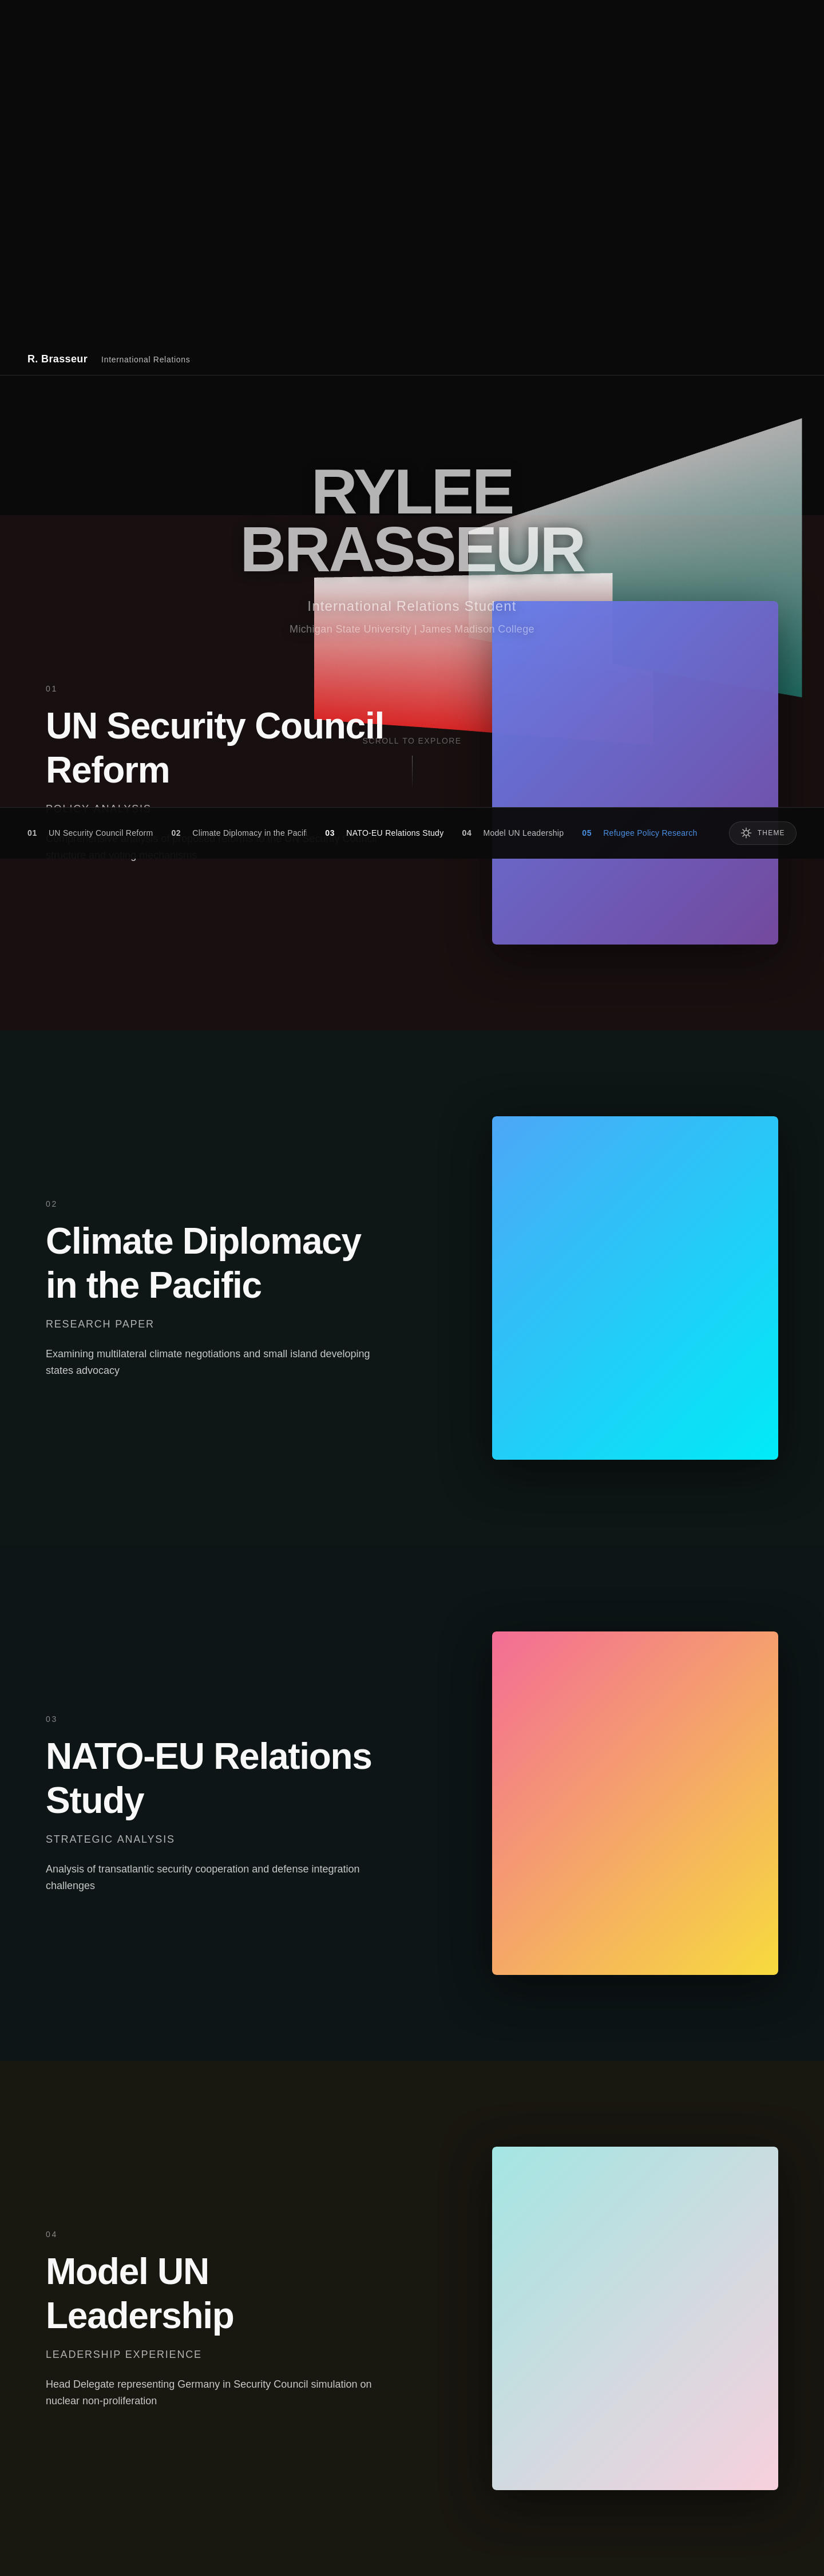 R. Brasseur International Relations
RYLEE
BRASSEUR
International Relations Student
Michigan State University | James Madison College
01
UN Security Council
Reform
SCROLL TO EXPLORE
POLICY ANALYSIS
01 UN Security Council Reform 02 Climate Diplomacy in the Pacif 03 NATO-EU Relations Study 04 Model UN Leadership 05 Refugee Policy Research THEME
02
Climate Diplomacy
in the Pacific
RESEARCH PAPER
Examining multilateral climate negotiations and small island developing
states advocacy
03
NATO-EU Relations
Study
STRATEGIC ANALYSIS
Analysis of transatlantic security cooperation and defense integration
challenges
04
Model UN
Leadership
LEADERSHIP EXPERIENCE
Head Delegate representing Germany in Security Council simulation on
nuclear non-proliferation